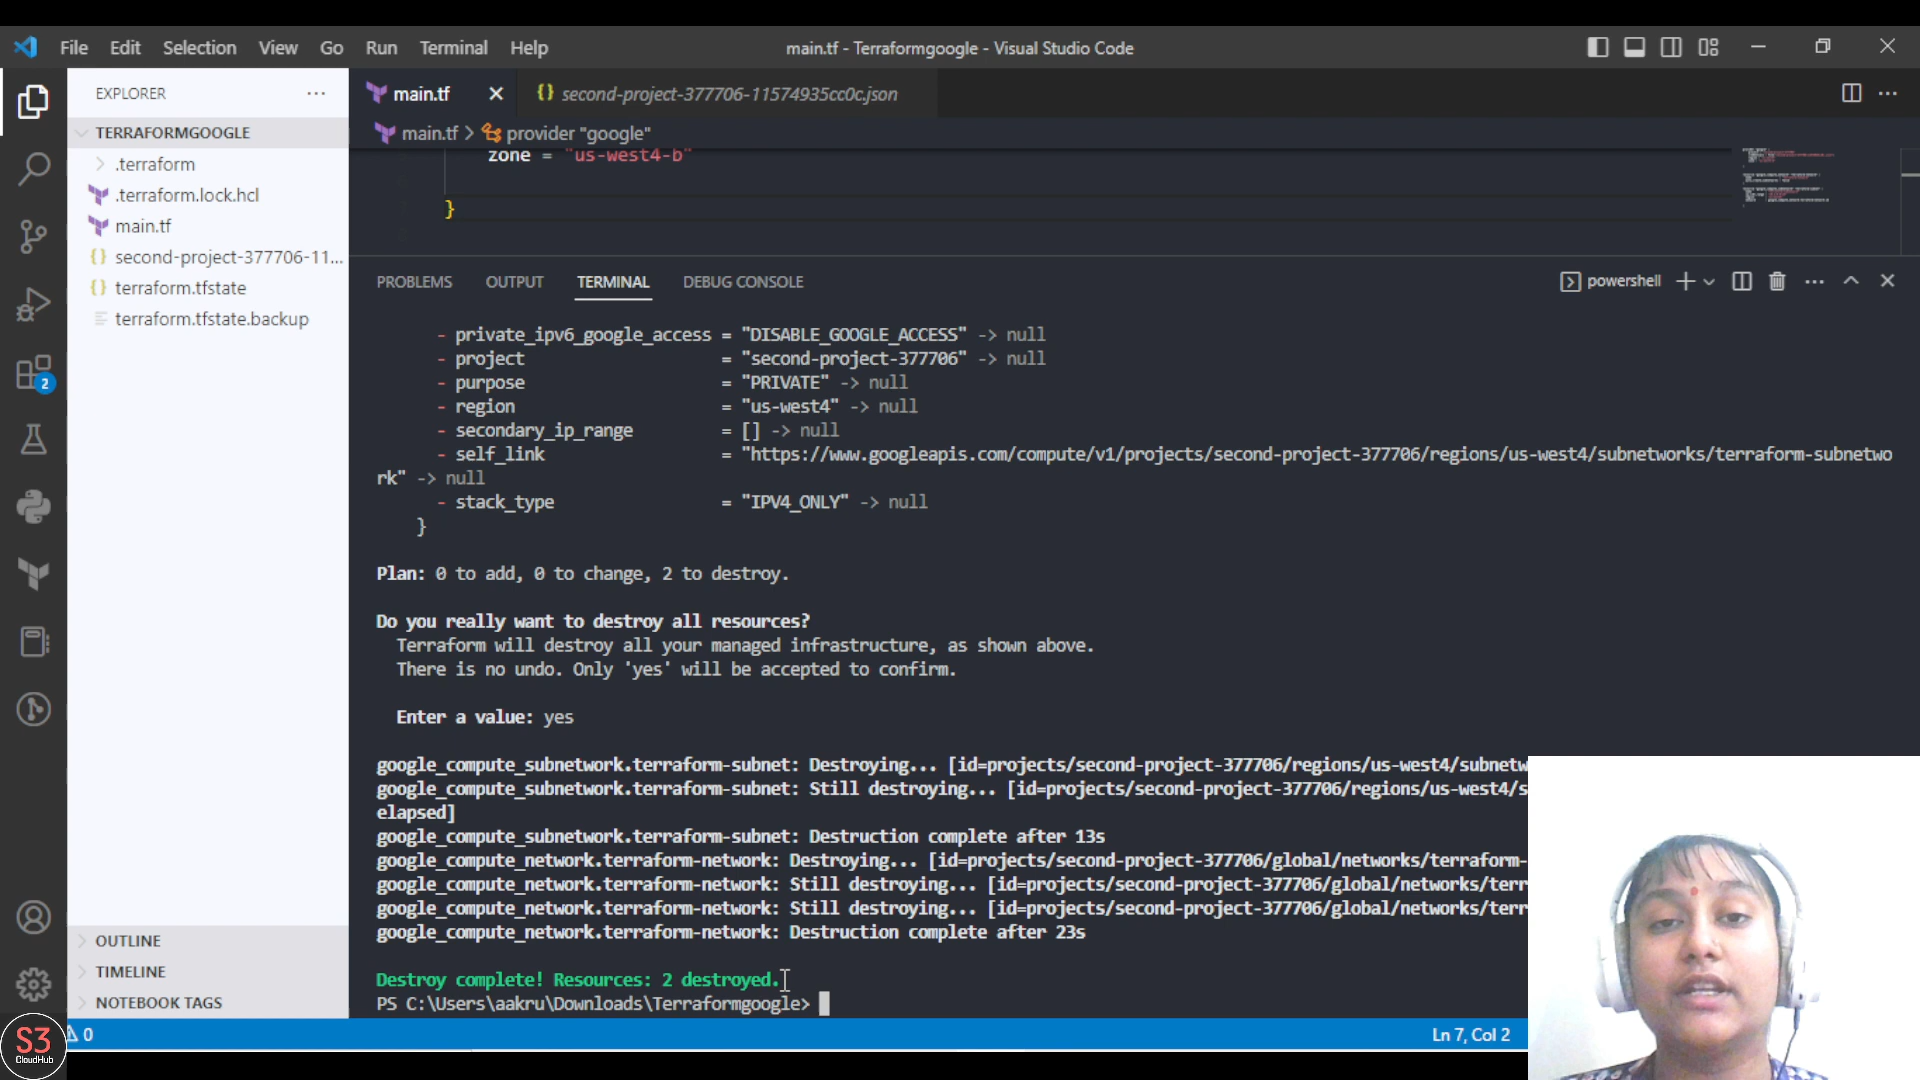 File Edit Selection View Go Run Terminal Help
main.tf - Terraformgoogle - Visual Studio Code
EXPLORER
TERRAFORMGOOGLE
.terraform
.terraform.lock.hcl
main.tf
second-project-377706-11...
terraform.tfstate
terraform.tfstate.backup
OUTLINE
TIMELINE
NOTEBOOK TAGS
2
main.tf
second-project-377706-11574935cc0c.json
main.tf > provider "google"
zone = "us-west4-b"
}
PROBLEMS OUTPUT TERMINAL DEBUG CONSOLE
powershell
- private_ipv6_google_access = "DISABLE_GOOGLE_ACCESS" -> null
- project = "second-project-377706" -> null
- purpose = "PRIVATE" -> null
- region = "us-west4" -> null
- secondary_ip_range = [] -> null
- self_link = "https://www.googleapis.com/compute/v1/projects/second-project-377706/regions/us-west4/subnetworks/terraform-subnetwo
rk" -> null
- stack_type = "IPV4_ONLY" -> null
}
Plan: 0 to add, 0 to change, 2 to destroy.
Do you really want to destroy all resources?
Terraform will destroy all your managed infrastructure, as shown above.
There is no undo. Only 'yes' will be accepted to confirm.
Enter a value: yes
google_compute_subnetwork.terraform-subnet: Destroying... [id=projects/second-project-377706/regions/us-west4/subnetw
google_compute_subnetwork.terraform-subnet: Still destroying... [id=projects/second-project-377706/regions/us-west4/s
elapsed]
google_compute_subnetwork.terraform-subnet: Destruction complete after 13s
google_compute_network.terraform-network: Destroying... [id=projects/second-project-377706/global/networks/terraform-
google_compute_network.terraform-network: Still destroying... [id=projects/second-project-377706/global/networks/terr
google_compute_network.terraform-network: Still destroying... [id=projects/second-project-377706/global/networks/terr
google_compute_network.terraform-network: Destruction complete after 23s
Destroy complete! Resources: 2 destroyed.
PS C:\Users\aakru\Downloads\Terraformgoogle>
S3
CloudHub
0
Ln 7, Col 2